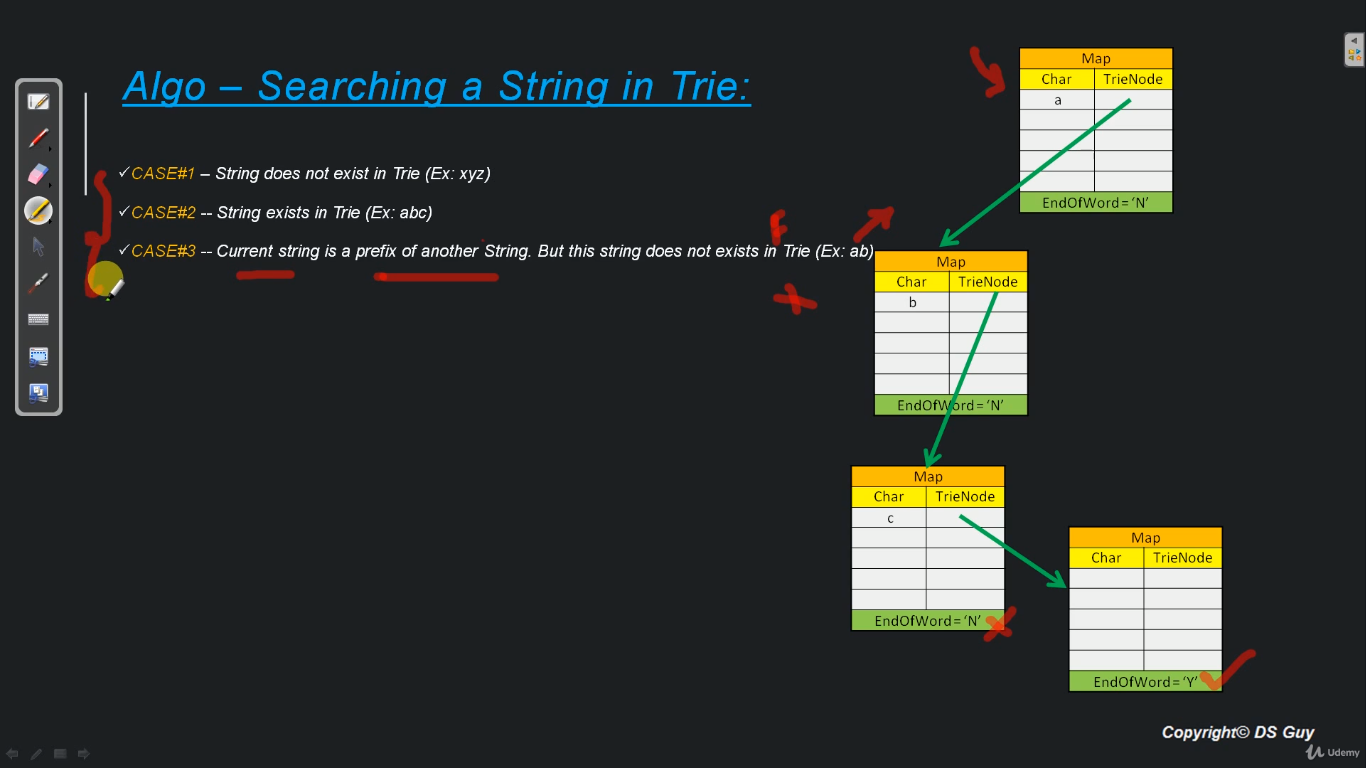 Algo – Searching a String in Trie:
✓CASE#1 – String does not exist in Trie (Ex: xyz)
✓CASE#2 -- String exists in Trie (Ex: abc)
✓CASE#3 -- Current string is a prefix of another String. But this string does not exists in Trie (Ex: ab)
Map
Char TrieNode
a
EndOfWord = ‘N’
Map
Char TrieNode
b
EndOfWord = ‘N’
Map
Char TrieNode
c
EndOfWord = ‘N’
Map
Char TrieNode
EndOfWord = ‘Y’
Copyright© DS Guy
Udemy